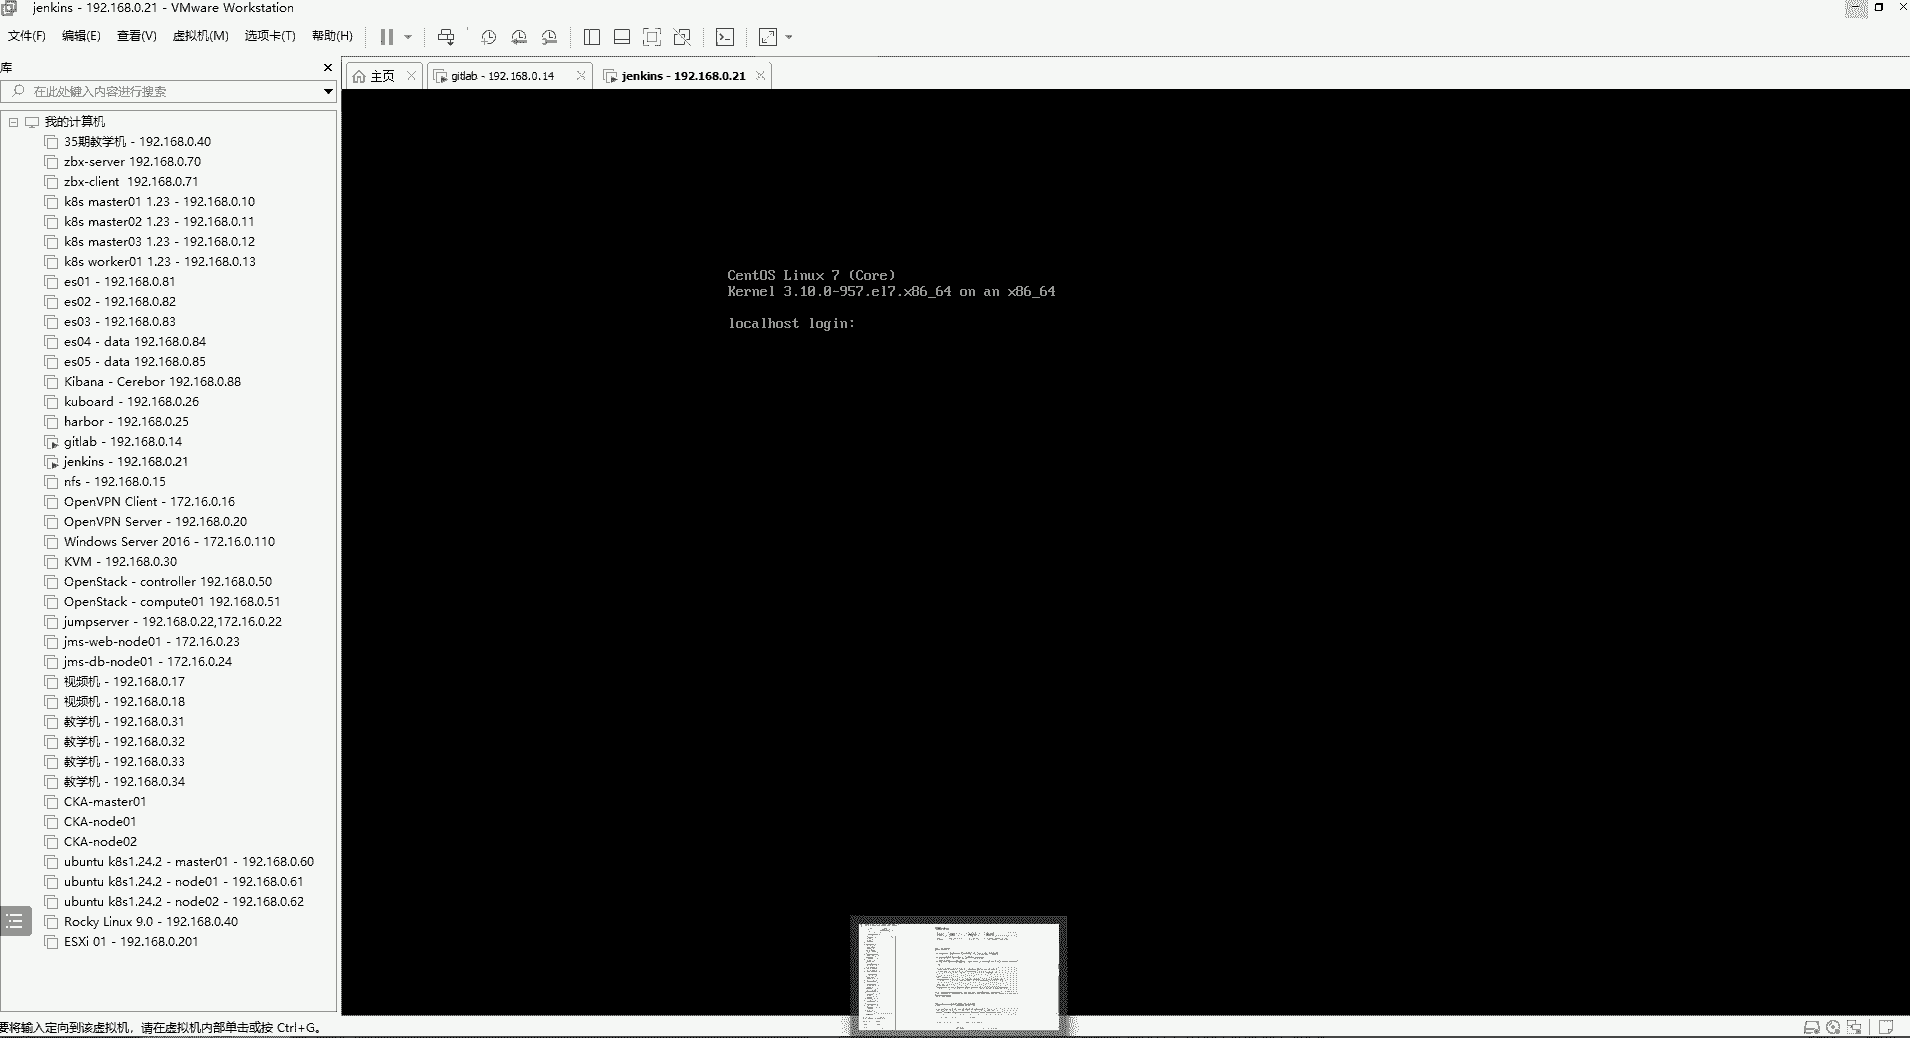 jenkins - 192.168.0.21 - VMware Workstation
文件(F) 编辑(E) 查看(V) 虚拟机(M) 选项卡(T) 帮助(H)
库
在此处键入内容进行搜索
主页 gitlab - 192.168.0.14 jenkins - 192.168.0.21
我的计算机
35期教学机 - 192.168.0.40
zbx-server 192.168.0.70
zbx-client 192.168.0.71
k8s master01 1.23 - 192.168.0.10
k8s master02 1.23 - 192.168.0.11
k8s master03 1.23 - 192.168.0.12
k8s worker01 1.23 - 192.168.0.13
es01 - 192.168.0.81
es02 - 192.168.0.82
es03 - 192.168.0.83
es04 - data 192.168.0.84
es05 - data 192.168.0.85
Kibana - Cerebor 192.168.0.88
kuboard - 192.168.0.26
harbor - 192.168.0.25
gitlab - 192.168.0.14
jenkins - 192.168.0.21
nfs - 192.168.0.15
OpenVPN Client - 172.16.0.16
OpenVPN Server - 192.168.0.20
Windows Server 2016 - 172.16.0.110
KVM - 192.168.0.30
OpenStack - controller 192.168.0.50
OpenStack - compute01 192.168.0.51
jumpserver - 192.168.0.22,172.16.0.22
jms-web-node01 - 172.16.0.23
jms-db-node01 - 172.16.0.24
视频机 - 192.168.0.17
视频机 - 192.168.0.18
教学机 - 192.168.0.31
教学机 - 192.168.0.32
教学机 - 192.168.0.33
教学机 - 192.168.0.34
CKA-master01
CKA-node01
CKA-node02
ubuntu k8s1.24.2 - master01 - 192.168.0.60
ubuntu k8s1.24.2 - node01 - 192.168.0.61
ubuntu k8s1.24.2 - node02 - 192.168.0.62
Rocky Linux 9.0 - 192.168.0.40
ESXi 01 - 192.168.0.201
CentOS Linux 7 (Core)
Kernel 3.10.0-957.el7.x86_64 on an x86_64
localhost login:
要将输入定向到该虚拟机，请在虚拟机内部单击或按 Ctrl+G。